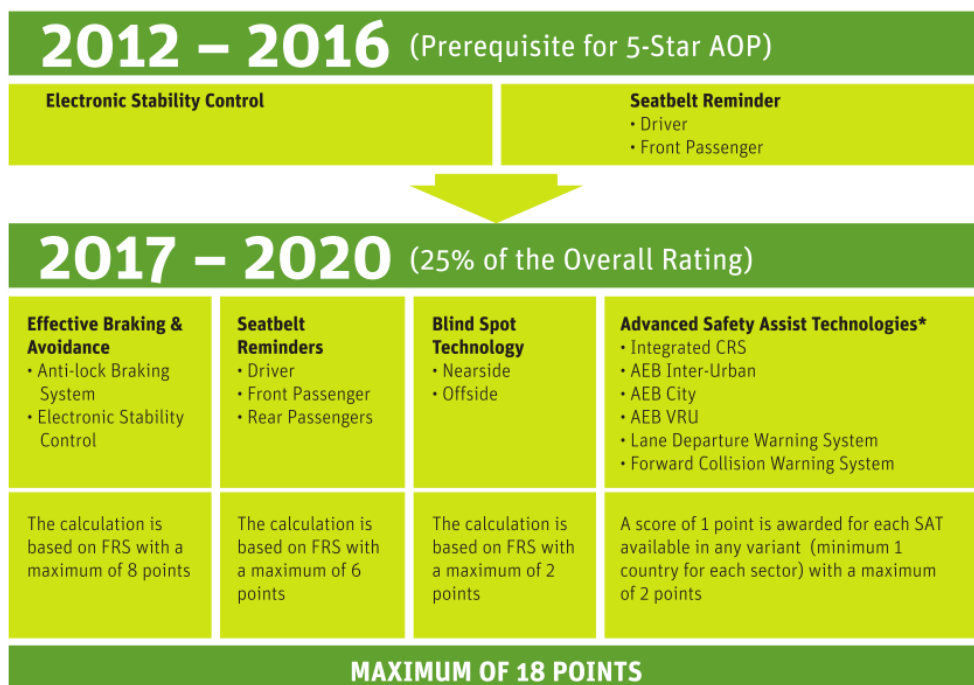 2012 – 2016 (Prerequisite for 5-Star AOP)
Electronic Stability Control
Seatbelt Reminder
• Driver
• Front Passenger
2017 – 2020 (25% of the Overall Rating)
Effective Braking &
Avoidance
• Anti-lock Braking
System
• Electronic Stability
Control
Seatbelt
Reminders
• Driver
• Front Passenger
• Rear Passengers
Blind Spot
Technology
• Nearside
• Offside
Advanced Safety Assist Technologies*
• Integrated CRS
• AEB Inter-Urban
• AEB City
• AEB VRU
• Lane Departure Warning System
• Forward Collision Warning System
The calculation is
based on FRS with a
maximum of 8 points
The calculation is
based on FRS with
a maximum of 6
points
The calculation is
based on FRS with
a maximum of 2
points
A score of 1 point is awarded for each SAT
available in any variant (minimum 1
country for each sector) with a maximum
of 2 points
MAXIMUM OF 18 POINTS